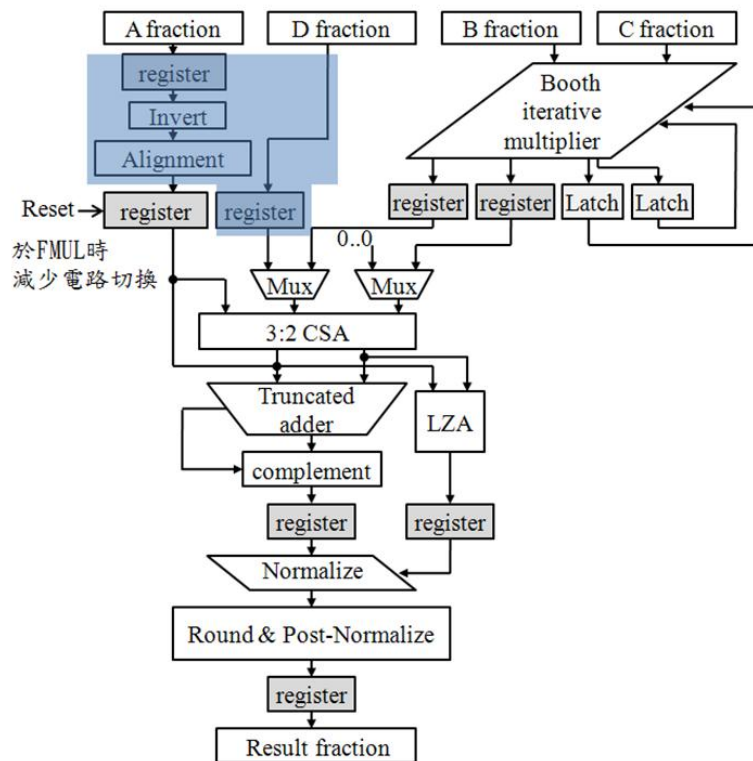 A fraction
D fraction
B fraction
C fraction
register
Invert
Alignment
Booth
iterative
multiplier
Reset
register
register
register
register
Latch
Latch
於FMUL時
減少電路切換
0..0
Mux
Mux
3:2 CSA
Truncated
adder
LZA
complement
register
register
Normalize
Round & Post-Normalize
register
Result fraction